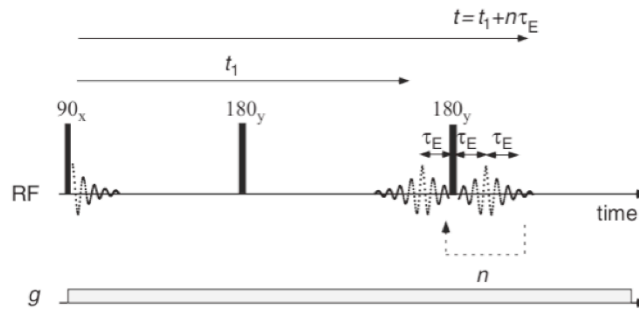 t = t₁+nτE
t₁
90x 180y 180y
τE τE τE
RF time
n
g